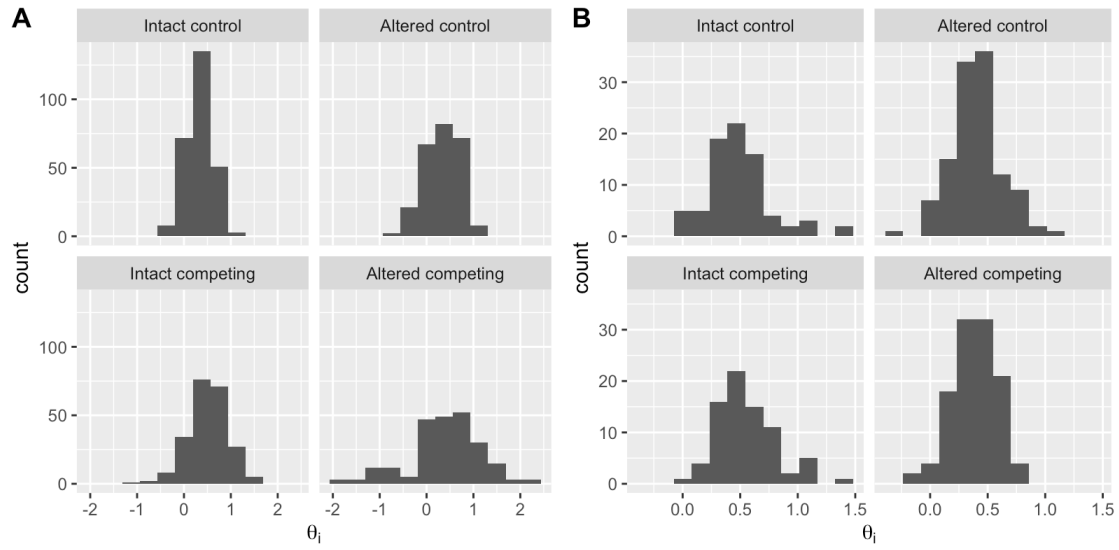 A
Intact control
Altered control
100
50
0
Intact competing
Altered competing
100
50
0
-2 -1 0 1 2
-2 -1 0 1 2
count
θi
B
Intact control
Altered control
30
20
10
0
Intact competing
Altered competing
30
20
10
0
0.0 0.5 1.0 1.5
0.0 0.5 1.0 1.5
count
θi